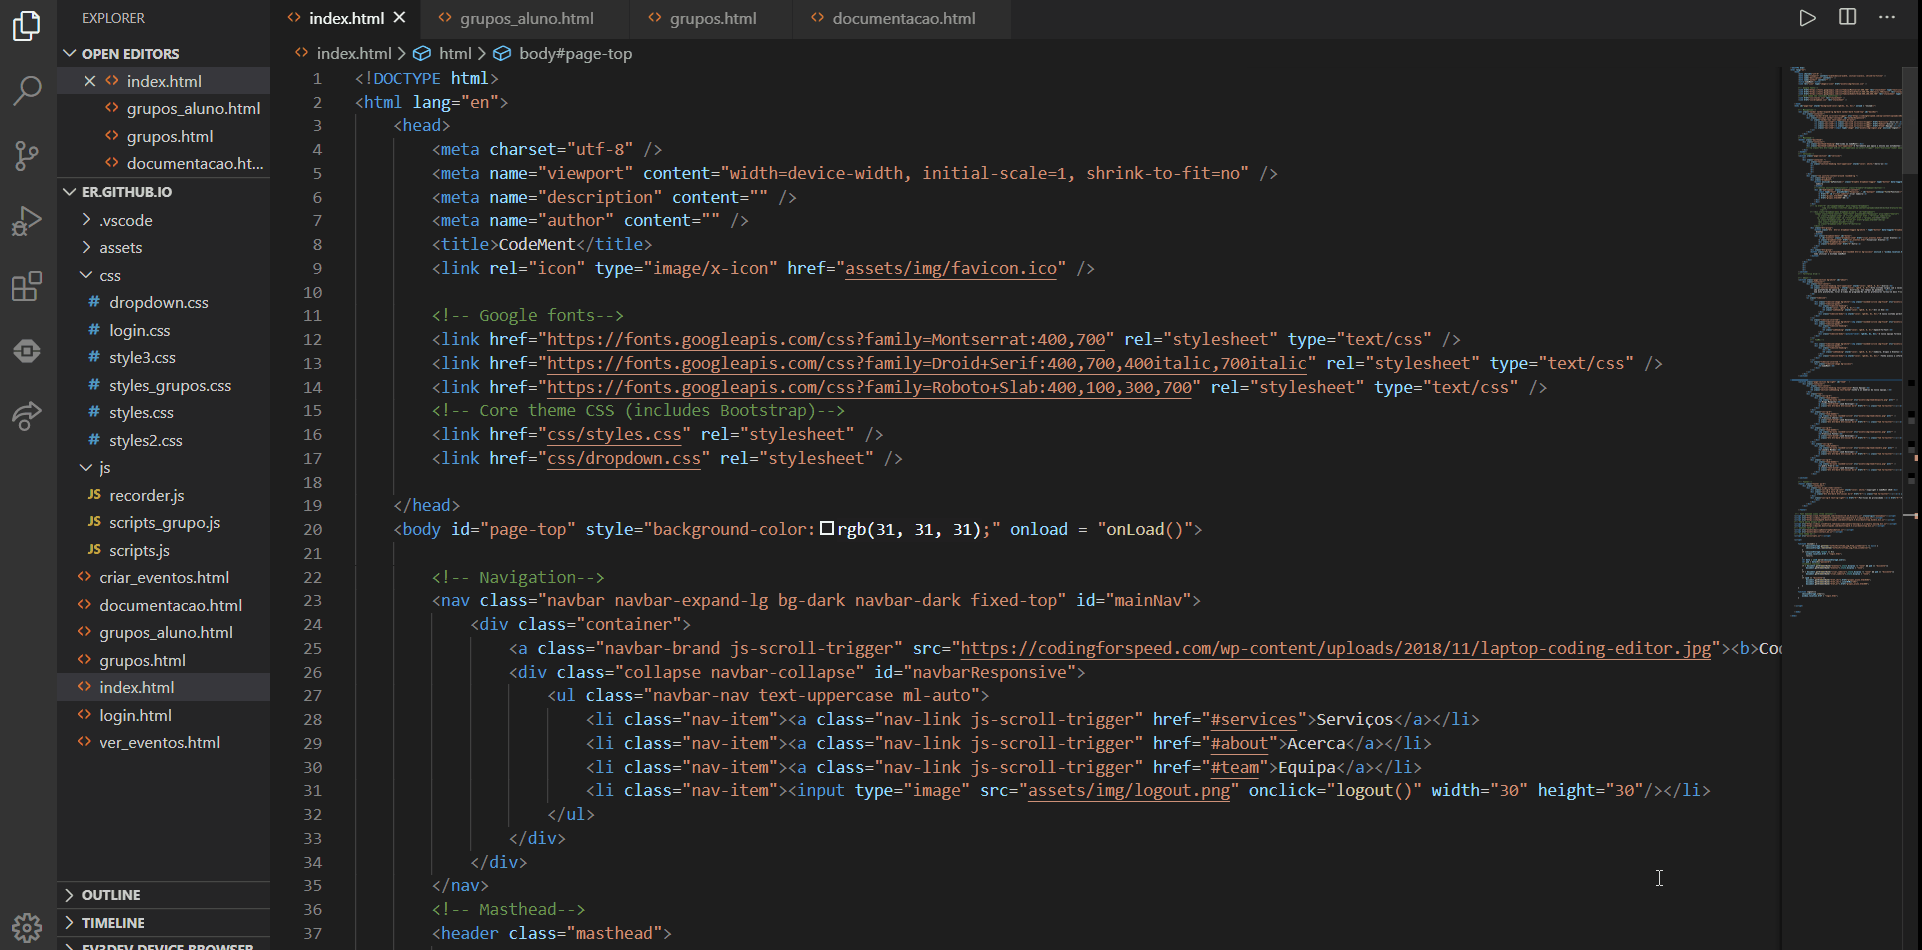 EXPLORER
OPEN EDITORS
index.html
grupos_aluno.html
grupos.html
documentacao.ht...
ER.GITHUB.IO
.vscode
assets
css
# dropdown.css
# login.css
# style3.css
# styles_grupos.css
# styles.css
# styles2.css
js
JS recorder.js
JS scripts_grupo.js
JS scripts.js
criar_eventos.html
documentacao.html
grupos_aluno.html
grupos.html
index.html
login.html
ver_eventos.html
OUTLINE
TIMELINE
EV3DEV DEVICE BROWSER
index.html grupos_aluno.html grupos.html documentacao.html
index.html > html > body#page-top
1 <!DOCTYPE html>
2 <html lang="en">
3 <head>
4 <meta charset="utf-8" />
5 <meta name="viewport" content="width=device-width, initial-scale=1, shrink-to-fit=no" />
6 <meta name="description" content="" />
7 <meta name="author" content="" />
8 <title>CodeMent</title>
9 <link rel="icon" type="image/x-icon" href="assets/img/favicon.ico" />
10
11 <!-- Google fonts-->
12 <link href="https://fonts.googleapis.com/css?family=Montserrat:400,700" rel="stylesheet" type="text/css" />
13 <link href="https://fonts.googleapis.com/css?family=Droid+Serif:400,700,400italic,700italic" rel="stylesheet" type="text/css" />
14 <link href="https://fonts.googleapis.com/css?family=Roboto+Slab:400,100,300,700" rel="stylesheet" type="text/css" />
15 <!-- Core theme CSS (includes Bootstrap)-->
16 <link href="css/styles.css" rel="stylesheet" />
17 <link href="css/dropdown.css" rel="stylesheet" />
18
19 </head>
20 <body id="page-top" style="background-color:rgb(31, 31, 31);" onload = "onLoad()">
21
22 <!-- Navigation-->
23 <nav class="navbar navbar-expand-lg bg-dark navbar-dark fixed-top" id="mainNav">
24 <div class="container">
25 <a class="navbar-brand js-scroll-trigger" src="https://codingforspeed.com/wp-content/uploads/2018/11/laptop-coding-editor.jpg"><b>Co
26 <div class="collapse navbar-collapse" id="navbarResponsive">
27 <ul class="navbar-nav text-uppercase ml-auto">
28 <li class="nav-item"><a class="nav-link js-scroll-trigger" href="#services">Serviços</a></li>
29 <li class="nav-item"><a class="nav-link js-scroll-trigger" href="#about">Acerca</a></li>
30 <li class="nav-item"><a class="nav-link js-scroll-trigger" href="#team">Equipa</a></li>
31 <li class="nav-item"><input type="image" src="assets/img/logout.png" onclick="logout()" width="30" height="30"/></li>
32 </ul>
33 </div>
34 </div>
35 </nav>
36 <!-- Masthead-->
37 <header class="masthead">